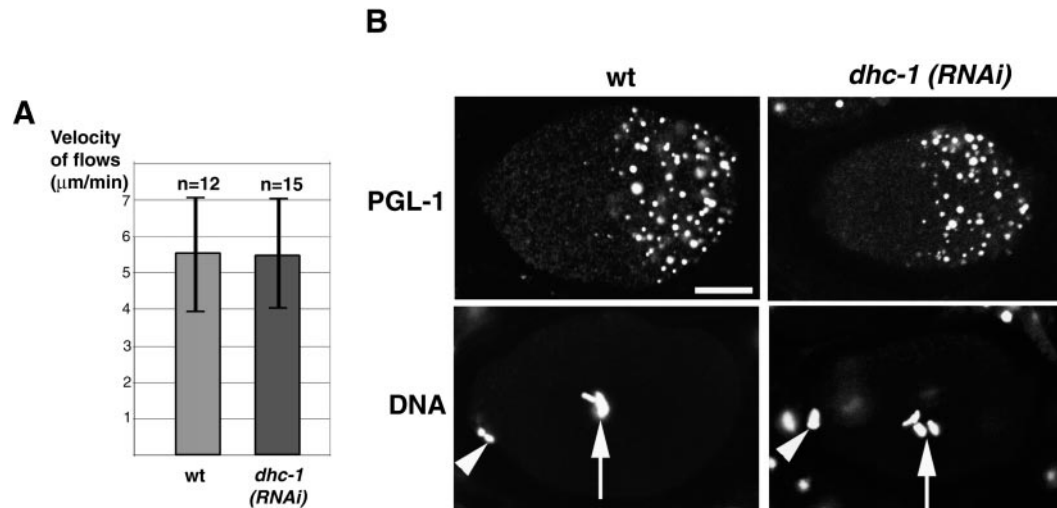 A
Velocity
of flows
(μm/min)
n=12 n=15
7
6
5
4
3
2
1
wt dhc-1
(RNAi)
B
wt dhc-1 (RNAi)
PGL-1
DNA